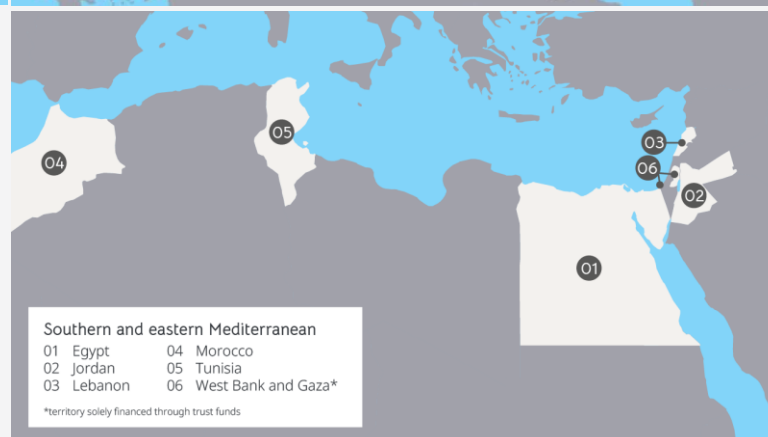 03
06
05
04
02
01
Southern and eastern Mediterranean
01 Egypt 04 Morocco
02 Jordan 05 Tunisia
03 Lebanon 06 West Bank and Gaza*
*territory solely financed through trust funds